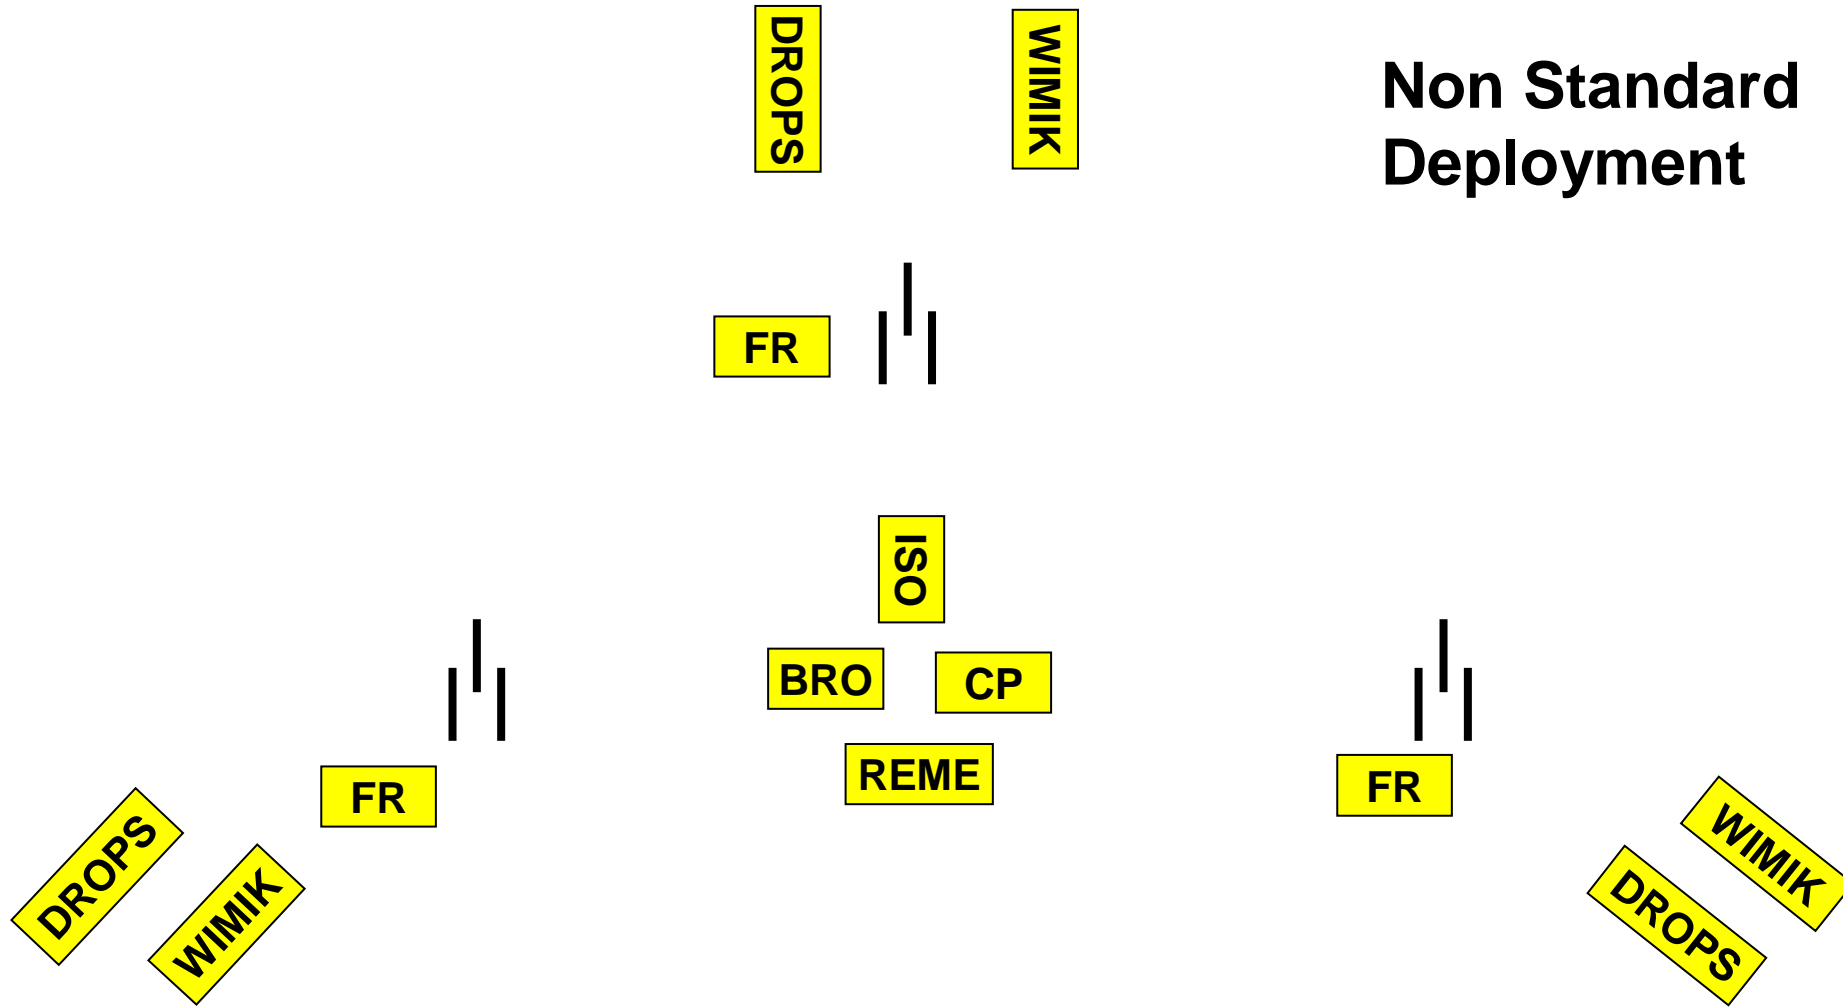 DROPS
WIMIK
Non Standard
Deployment
FR
ISO
BRO
CP
REME
FR
FR
DROPS
WIMIK
WIMIK
DROPS